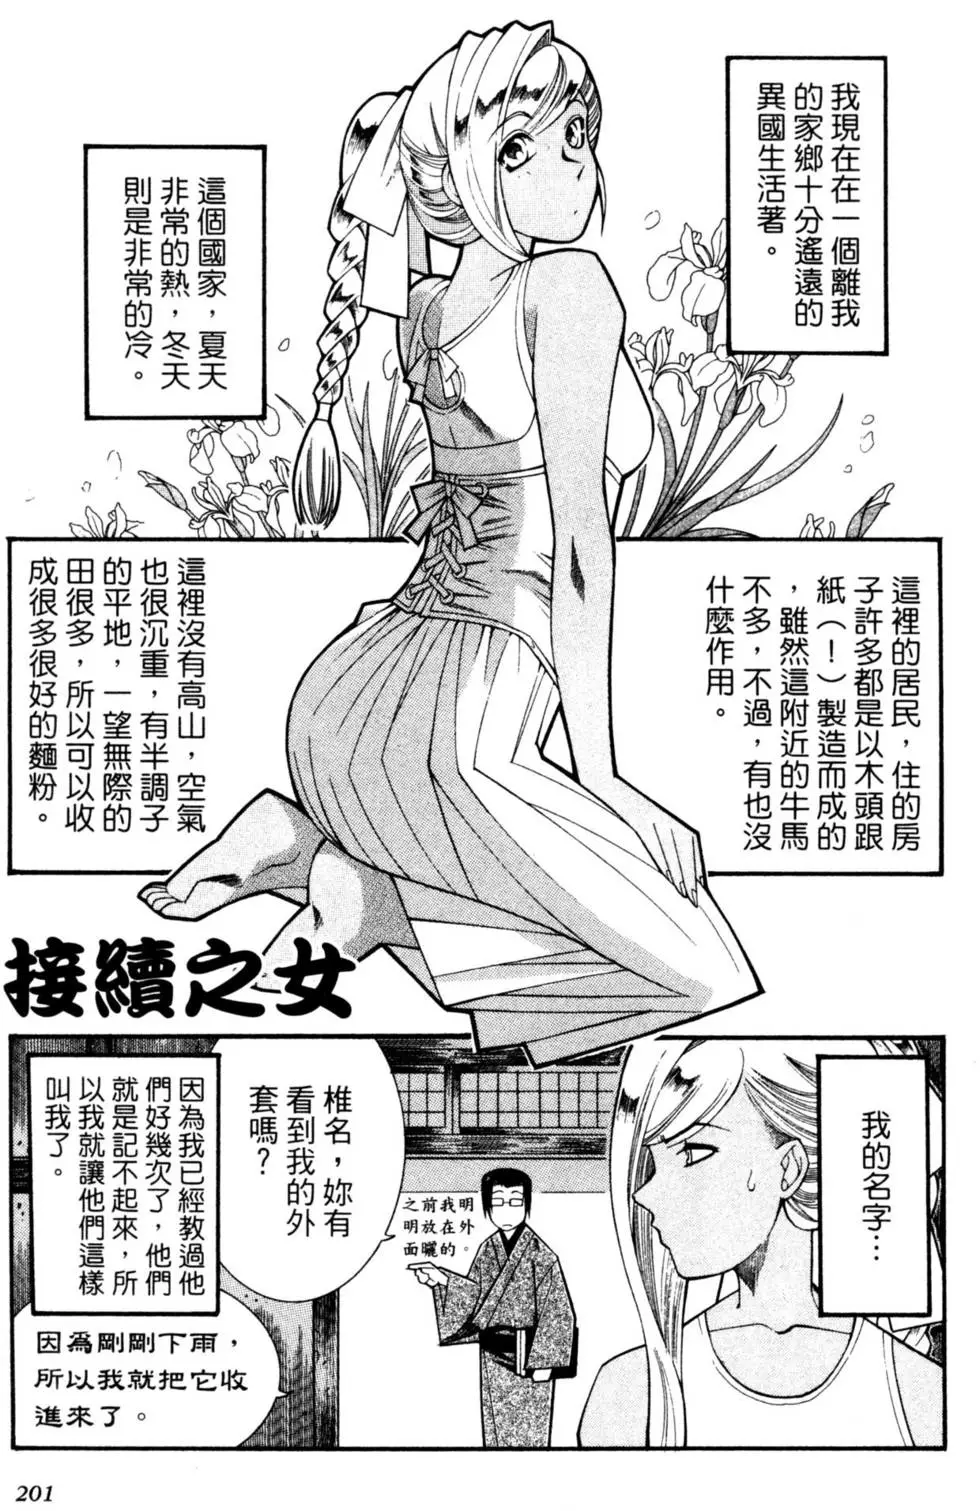 我現在在一個離我
的家鄉十分遙遠的
異國生活著。
這個國家，夏天
非常的熱，冬天
則是非常的冷。
這裡的居民，住的房
子許多都是以木頭跟
紙（！）製造而成的
，雖然這附近的牛馬
不多，不過，有也沒
什麼作用。
這裡沒有高山，空氣
也很沉重，有半調子
的平地，一望無際的
田很多，所以可以收
成很多很好的麵粉。
接續之女
我的名字…
椎名，妳有
看到我的外
套嗎？
之前我明
明放在外
面曬的。
因為我已經教過他
們好幾次了，他們
就是記不起來，所
以我就讓他們這樣
叫我了。
因為剛剛下雨，
所以我就把它收
進來了。
201